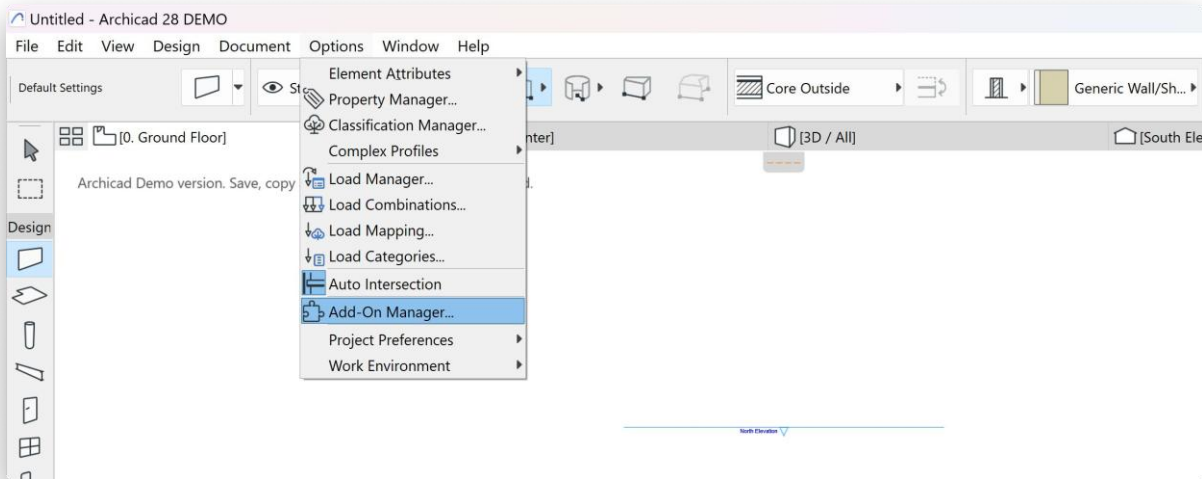 Untitled - Archicad 28 DEMO
File Edit View Design Document Options Window Help
Default Settings
Core Outside
Generic Wall/Sh...
[0. Ground Floor]
[3D / All]
[South Ele
Archicad Demo version. Save, copy
Design
Element Attributes
Property Manager...
Classification Manager...
Complex Profiles
Load Manager...
Load Combinations...
Load Mapping...
Load Categories...
Auto Intersection
Add-On Manager...
Project Preferences
Work Environment
North Elevation